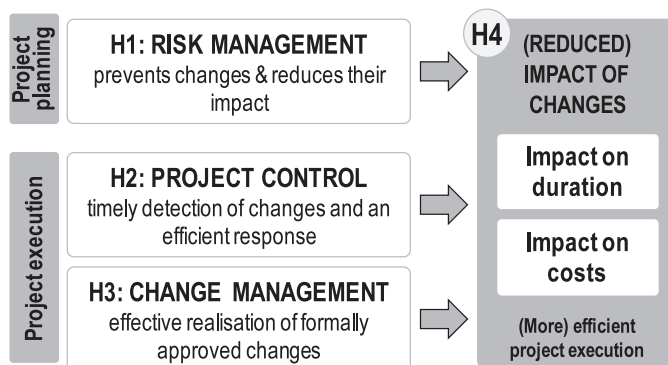 Project
planning
H1: RISK MANAGEMENT
prevents changes & reduces their
impact
Project execution
H2: PROJECT CONTROL
timely detection of changes and an
efficient response
H3: CHANGE MANAGEMENT
effective realisation of formally
approved changes
H4
(REDUCED)
IMPACT OF
CHANGES
Impact on
duration
Impact on
costs
(More) efficient
project execution